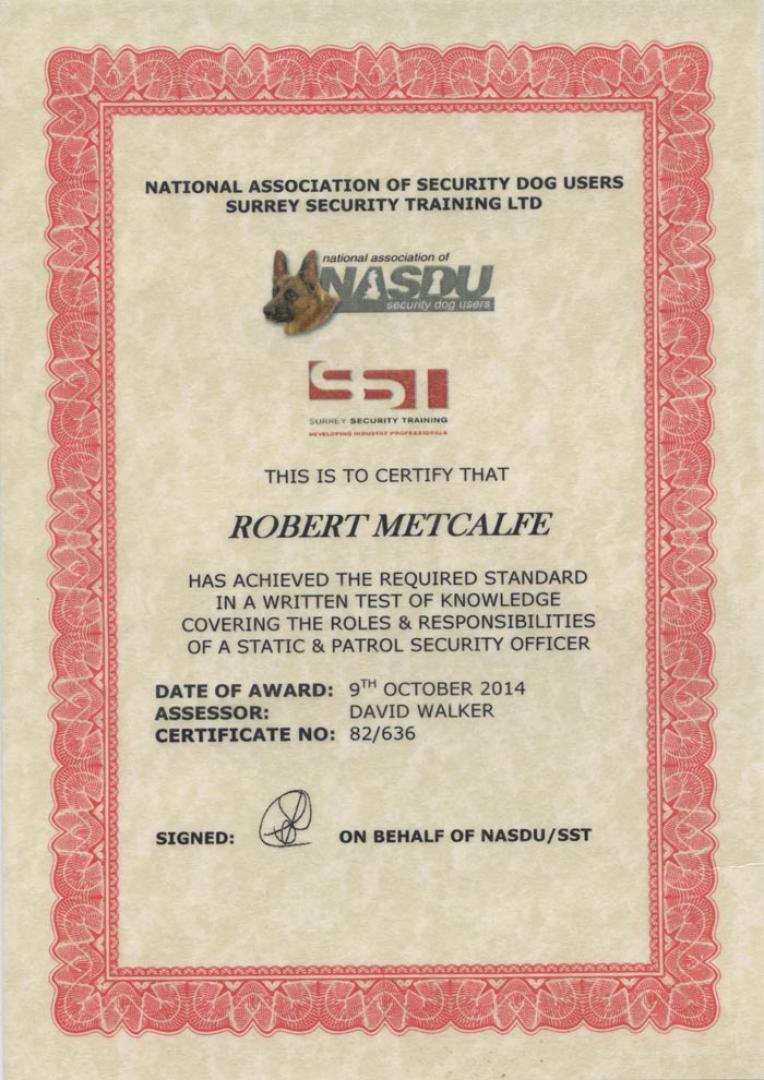 NATIONAL ASSOCIATION OF SECURITY DOG USERS
SURREY SECURITY TRAINING LTD
national association of
NASDU
security dog users
SST
SURREY SECURITY TRAINING
DEVELOPING INDUSTRY PROFESSIONALS
THIS IS TO CERTIFY THAT
ROBERT METCALFE
HAS ACHIEVED THE REQUIRED STANDARD
IN A WRITTEN TEST OF KNOWLEDGE
COVERING THE ROLES & RESPONSIBILITIES
OF A STATIC & PATROL SECURITY OFFICER
DATE OF AWARD: 9TH OCTOBER 2014
ASSESSOR: DAVID WALKER
CERTIFICATE NO: 82/636
SIGNED: ON BEHALF OF NASDU/SST